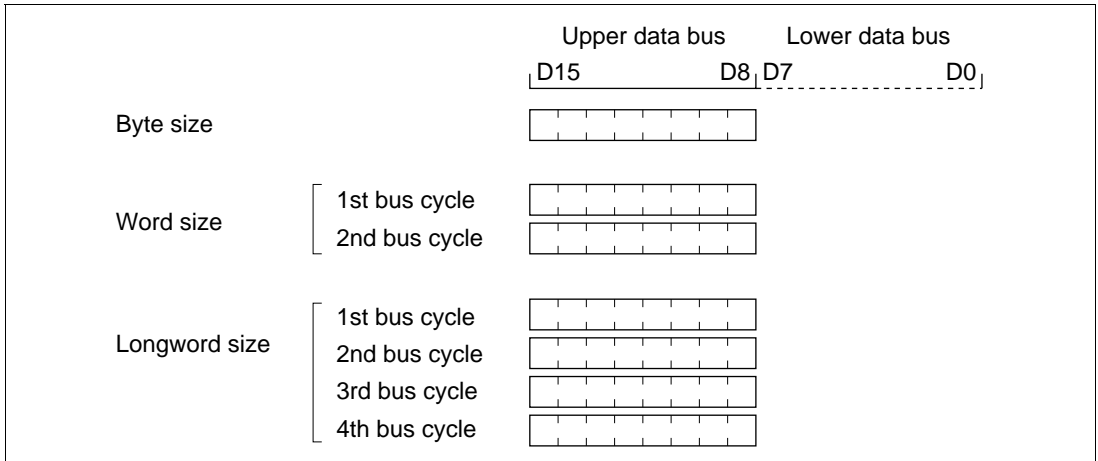 Upper data bus Lower data bus
D15 D8 D7 D0
Byte size
1st bus cycle
Word size
2nd bus cycle
1st bus cycle
Longword size
2nd bus cycle
3rd bus cycle
4th bus cycle